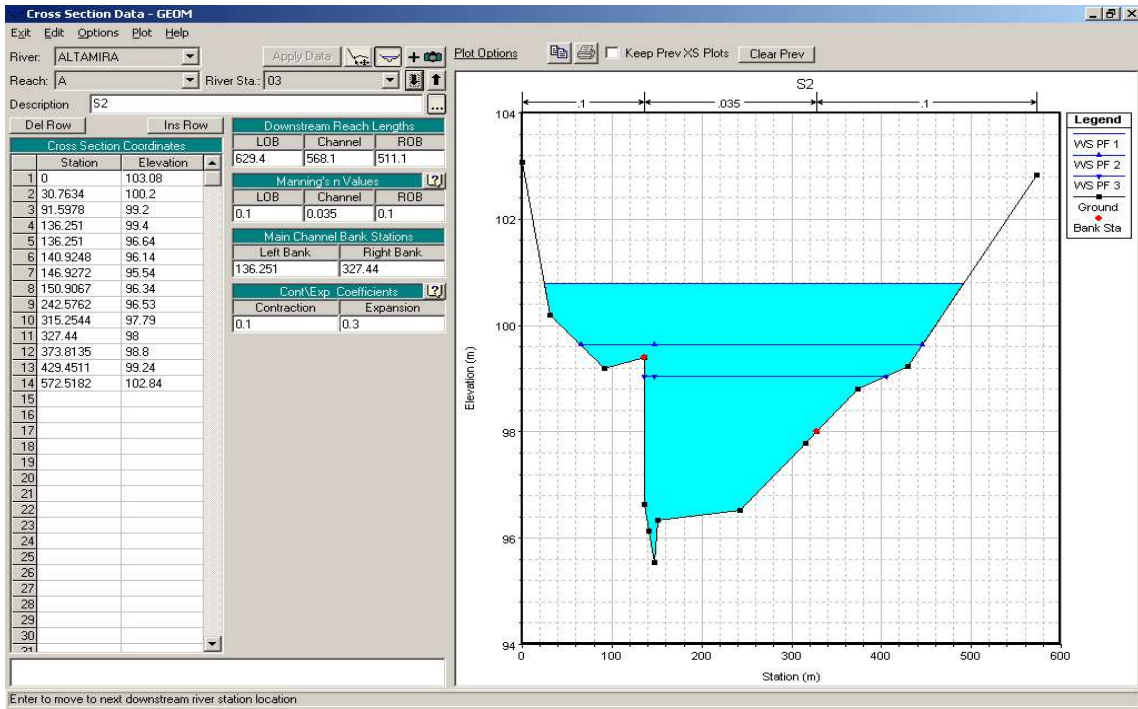 Cross Section Data - GEOM
Exit Edit Options Plot Help
River: ALTAMIRA Apply Data
Reach: A River Sta.: 03
Description S2 ...
Del Row Ins Row
Cross Section Coordinates
Station Elevation
1 0 103.08
2 30.7634 100.2
3 91.5978 99.2
4 136.251 99.4
5 136.251 96.64
6 140.9248 96.14
7 146.9272 95.54
8 150.9067 96.34
9 242.5762 96.53
10 315.2544 97.79
11 327.44 98
12 373.8135 98.8
13 429.4511 99.24
14 572.5182 102.84
15
16
17
18
19
20
21
22
23
24
25
26
27
28
29
30
31
Downstream Reach Lengths
LOB Channel ROB
629.4 568.1 511.1
Manning's n Values ?
LOB Channel ROB
0.1 0.035 0.1
Main Channel Bank Stations
Left Bank Right Bank
136.251 327.44
Cont\Exp Coefficients ?
Contraction Expansion
0.1 0.3
Plot Options Keep Prev XS Plots Clear Prev
S2
.1 .035 .1
104
102
100
98
96
94
Elevation (m)
0 100 200 300 400 500 600
Station (m)
Legend
WS PF 1
WS PF 2
WS PF 3
Ground
Bank Sta
Enter to move to next downstream river station location